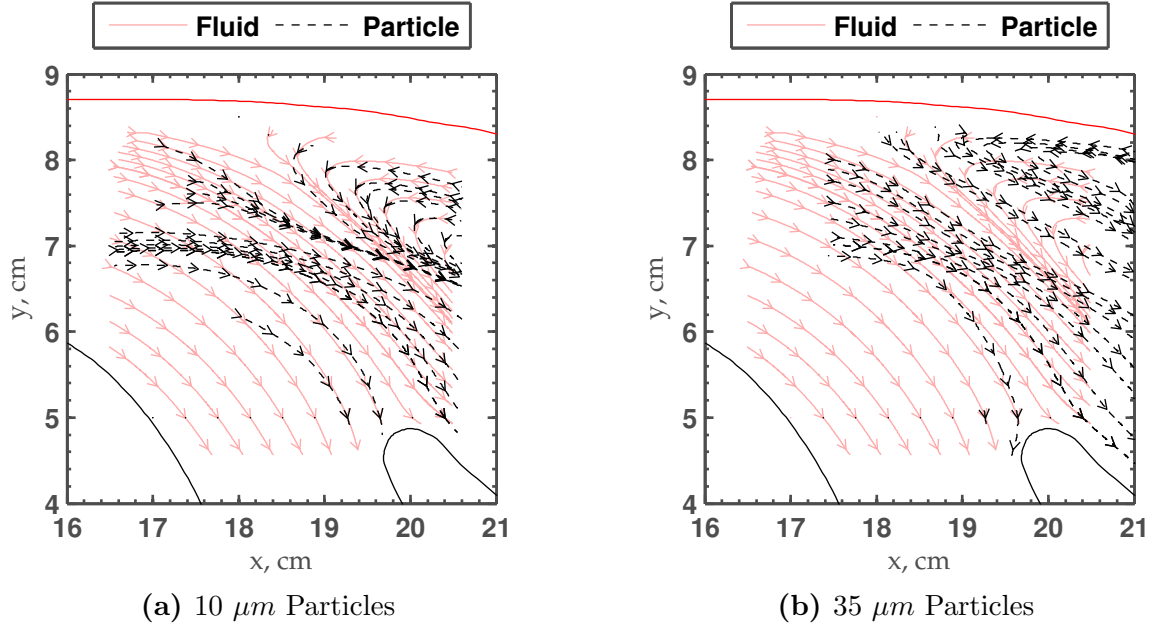 Fluid Particle
Fluid Particle
9
8
7
6
5
4
y, cm
16 17 18 19 20 21
x, cm
9
8
7
6
5
4
y, cm
16 17 18 19 20 21
x, cm
(a) 10 μm Particles
(b) 35 μm Particles